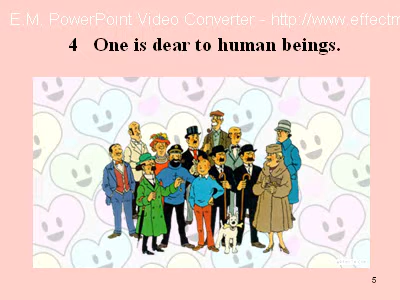 E.M. PowerPoint Video Converter - http://www.effectm
4 One is dear to human beings.
5